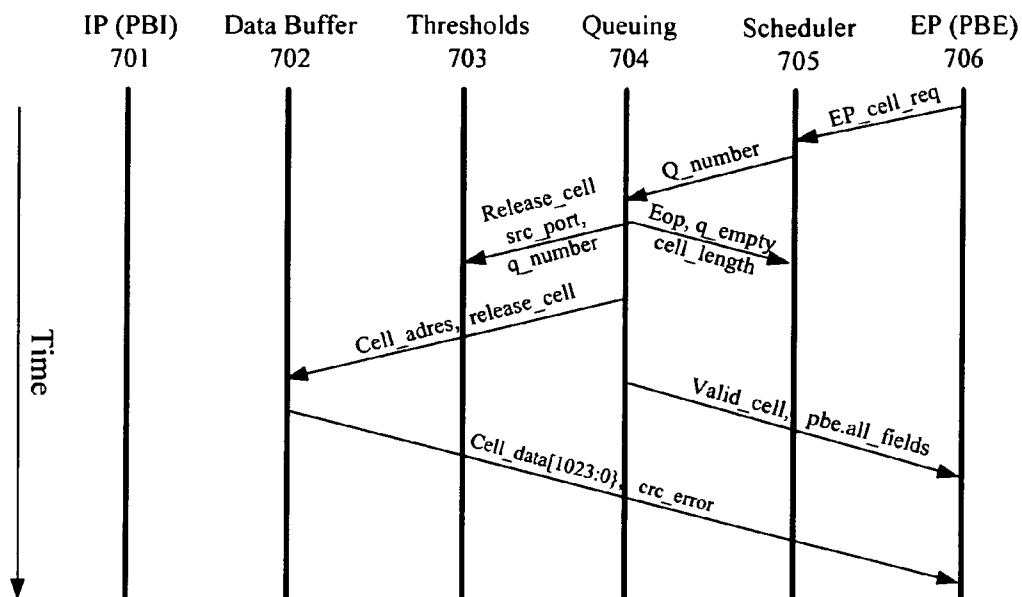 IP (PBI) Data Buffer Thresholds Queuing Scheduler EP (PBE)
701 702 703 704 705 706
EP_cell_req
Q_number
Release_cell
src_port,
q_number
Eop, q_empty
cell_length
Cell_adres, release_cell
Time
Valid_cell, pbe.all_fields
Cell_data[1023:0}, crc_error